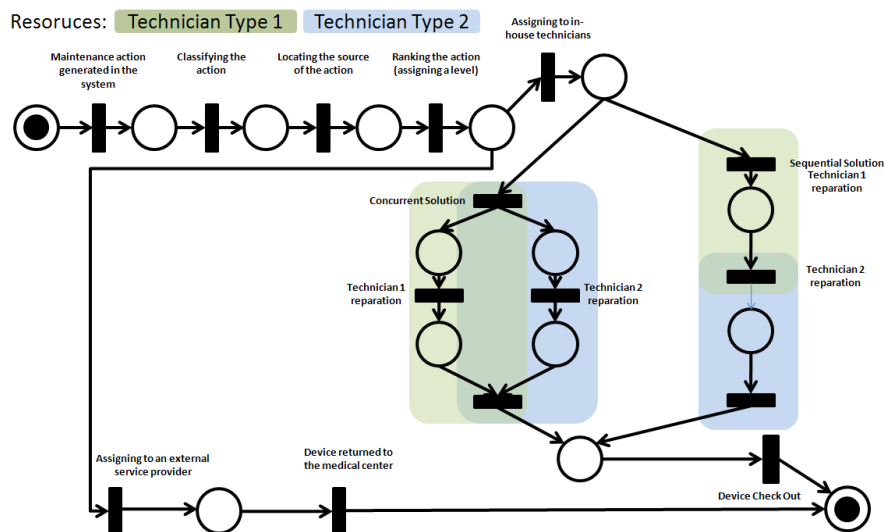 Resoruces: Technician Type 1 Technician Type 2
Assigning to in-
house technicians
Maintenance action
generated in the
system
Classifying the
action
Locating the source
of the action
Ranking the action
(assigning a level)
Sequential Solution
Technician 1
reparation
Concurrent Solution
Technician 1
reparation
Technician 2
reparation
Technician 2
reparation
Assigning to an external
service provider
Device returned to
the medical center
Device Check Out